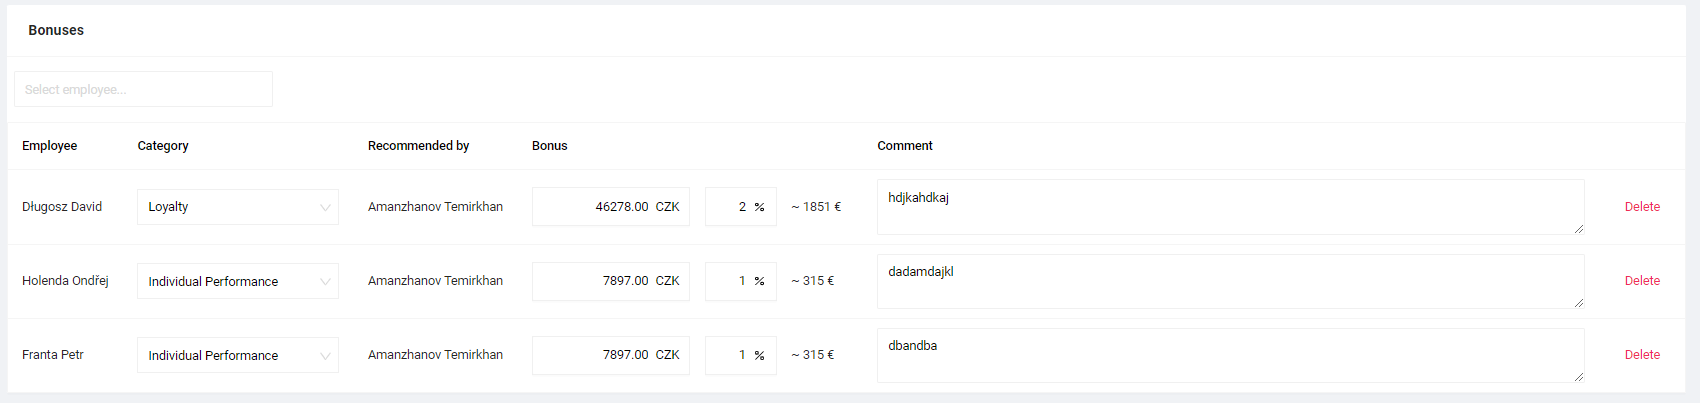 Bonuses
Select employee...
Employee Category Recommended by Bonus Comment
Długosz David Loyalty Amanzhanov Temirkhan 46278.00 CZK 2 % ~ 1851 € hdjkahdkaj Delete
Holenda Ondřej Individual Performance Amanzhanov Temirkhan 7897.00 CZK 1 % ~ 315 € dadamdajkl Delete
Franta Petr Individual Performance Amanzhanov Temirkhan 7897.00 CZK 1 % ~ 315 € dbandba Delete